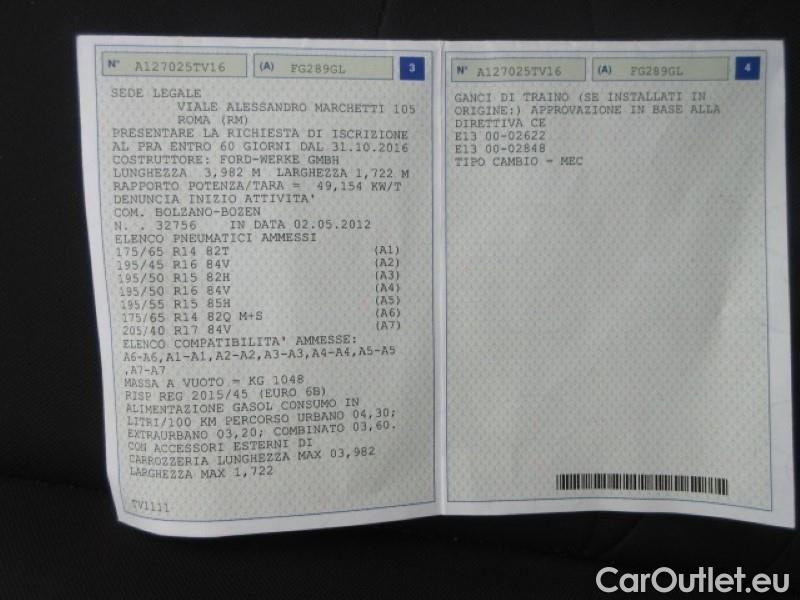 N° A127025TV16 (A) FG289GL 3
SEDE LEGALE
VIALE ALESSANDRO MARCHETTI 105
ROMA (RM)
PRESENTARE LA RICHIESTA DI ISCRIZIONE
AL PRA ENTRO 60 GIORNI DAL 31.10.2016
COSTRUTTORE: FORD-WERKE GMBH
LUNGHEZZA 3,982 M LARGHEZZA 1,722 M
RAPPORTO POTENZA/TARA = 49,154 KW/T
DENUNCIA INIZIO ATTIVITA'
COM. BOLZANO-BOZEN
N. . 32756 IN DATA 02.05.2012
ELENCO PNEUMATICI AMMESSI
175/65 R14 82T (A1)
195/45 R16 84V (A2)
195/50 R15 82H (A3)
195/50 R16 84V (A4)
195/55 R15 85H (A5)
175/65 R14 82Q M+S (A6)
205/40 R17 84V (A7)
ELENCO COMPATIBILITA' AMMESSE:
A6-A6,A1-A1,A2-A2,A3-A3,A4-A4,A5-A5
,A7-A7
MASSA A VUOTO = KG 1048
RISP REG 2015/45 (EURO 6B)
ALIMENTAZIONE GASOL CONSUMO IN
LITRI/100 KM PERCORSO URBANO 04,30;
EXTRAURBANO 03,20; COMBINATO 03,60.
CON ACCESSORI ESTERNI DI
CARROZZERIA LUNGHEZZA MAX 03,982
LARGHEZZA MAX 1,722
TV1111
N° A127025TV16 (A) FG289GL 4
GANCI DI TRAINO (SE INSTALLATI IN
ORIGINE:) APPROVAZIONE IN BASE ALLA
DIRETTIVA CE
E13 00-02622
E13 00-02848
TIPO CAMBIO = MEC
CarOutlet.eu